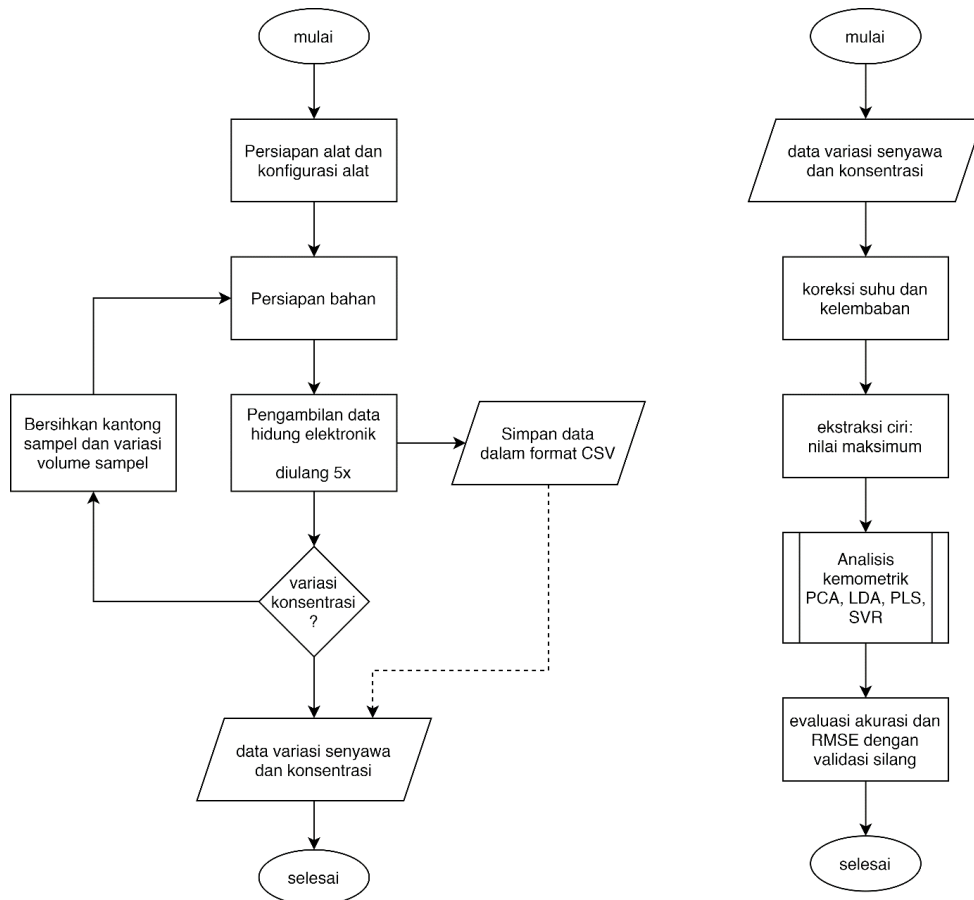 mulai
Persiapan alat dan
konfigurasi alat
Persiapan bahan
Bersihkan kantong
sampel dan variasi
volume sampel
Pengambilan data
hidung elektronik
diulang 5x
Simpan data
dalam format CSV
variasi
konsentrasi
?
data variasi senyawa
dan konsentrasi
selesai
mulai
data variasi senyawa
dan konsentrasi
koreksi suhu dan
kelembaban
ekstraksi ciri:
nilai maksimum
Analisis
kemometrik
PCA, LDA, PLS,
SVR
evaluasi akurasi dan
RMSE dengan
validasi silang
selesai